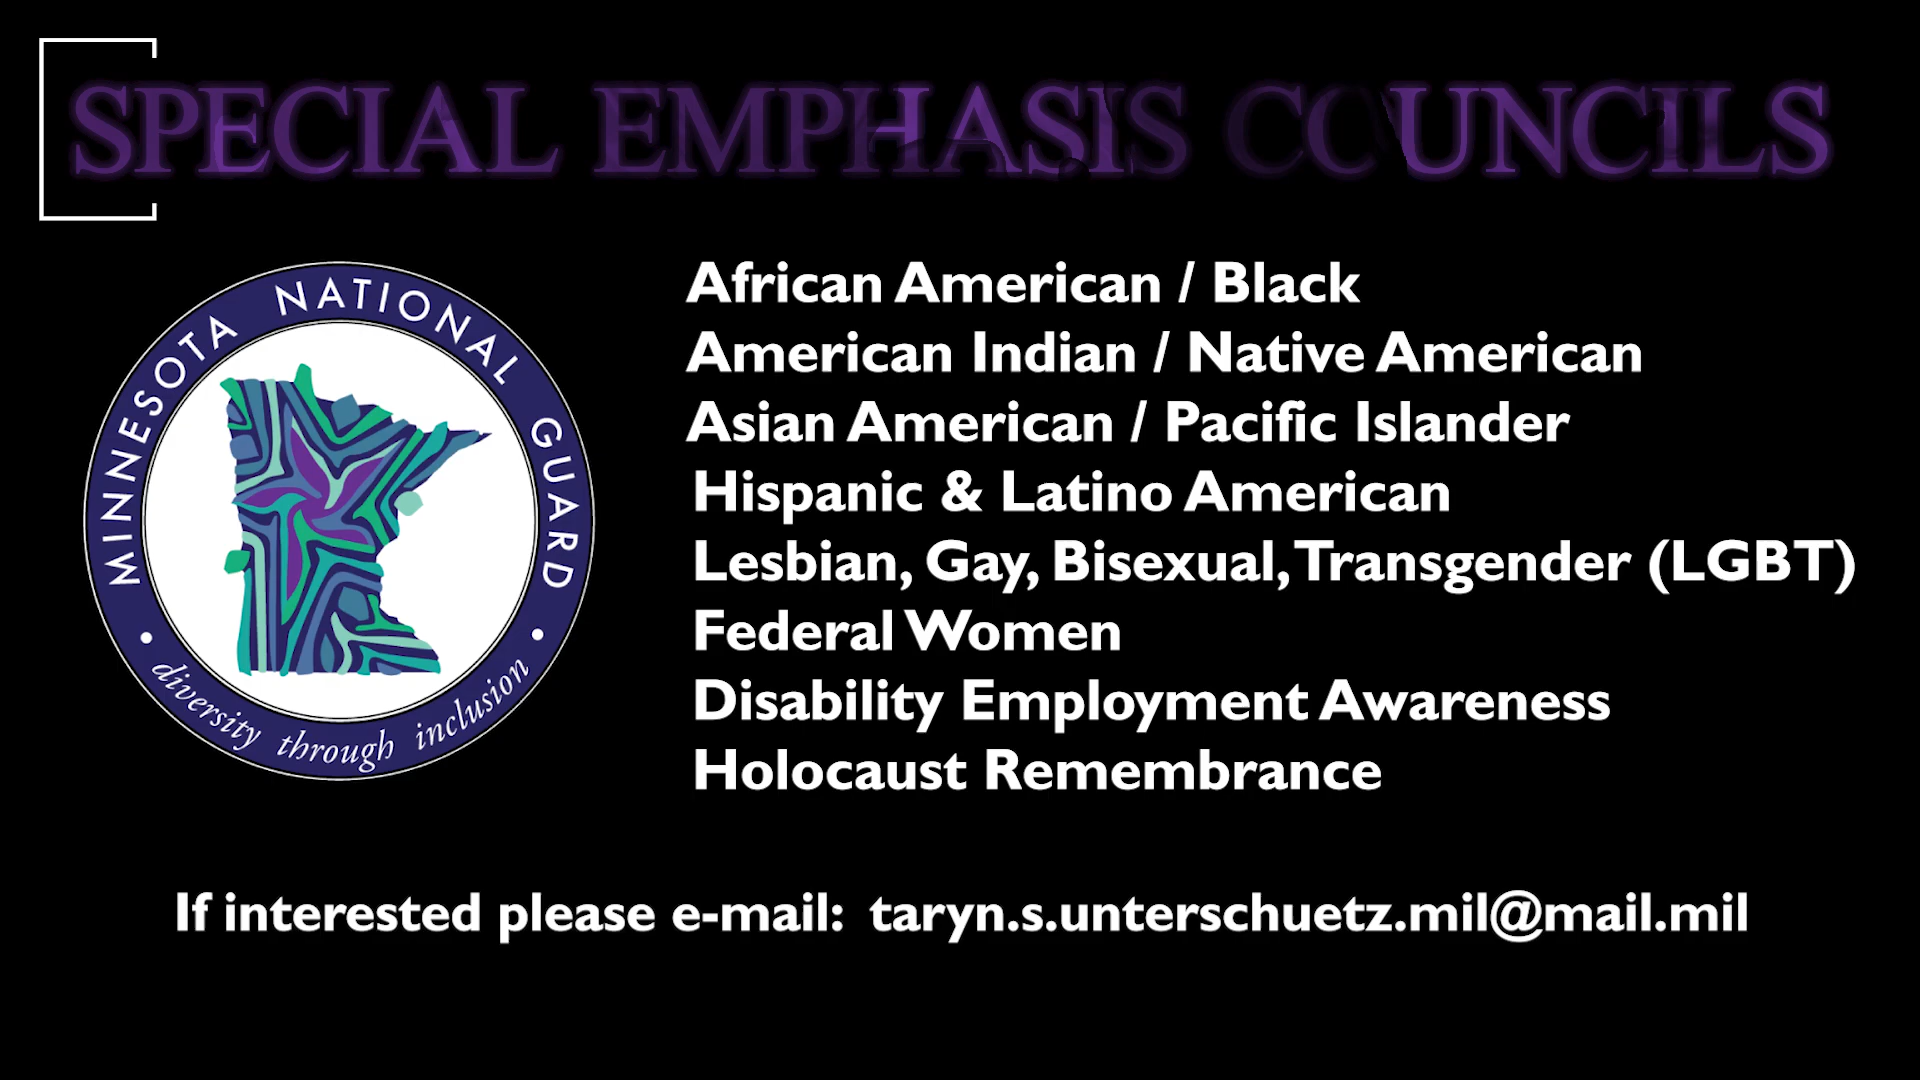 SPECIAL EMPHASIS COUNCILS
MINNESOTA NATIONAL GUARD
diversity through inclusion
African American / Black
American Indian / Native American
Asian American / Pacific Islander
Hispanic & Latino American
Lesbian, Gay, Bisexual, Transgender (LGBT)
Federal Women
Disability Employment Awareness
Holocaust Remembrance
If interested please e-mail: taryn.s.unterschuetz.mil@mail.mil